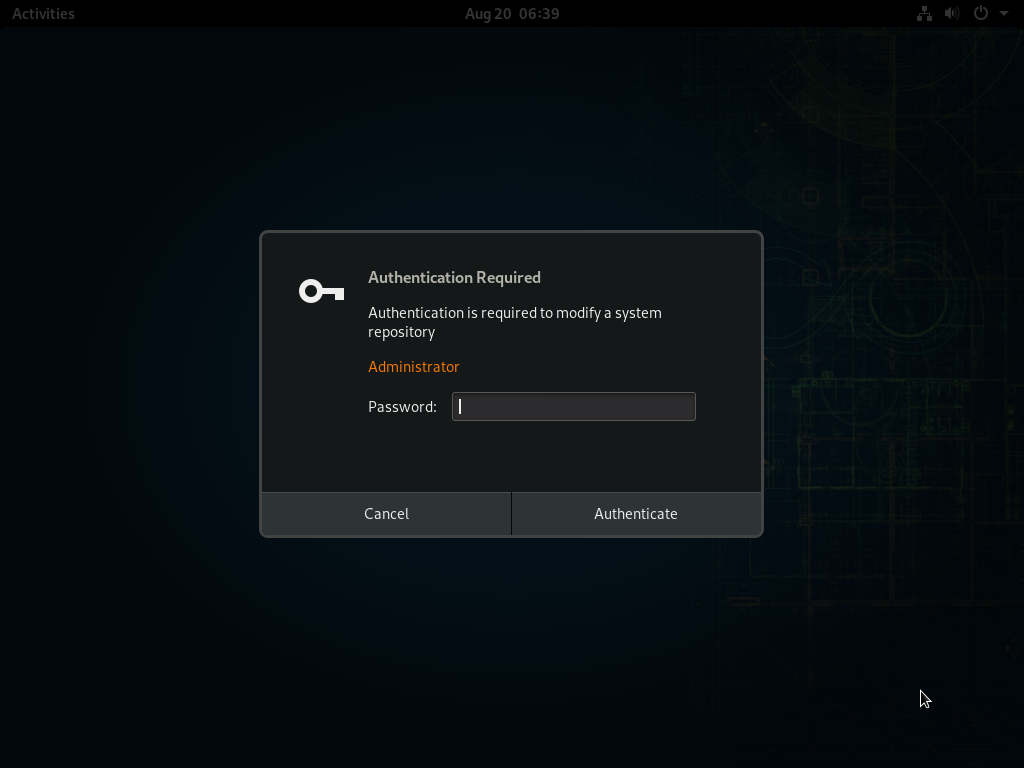 Activities
Aug 20 06:39
Authentication Required
Authentication is required to modify a system
repository
Administrator
Password:
Cancel
Authenticate